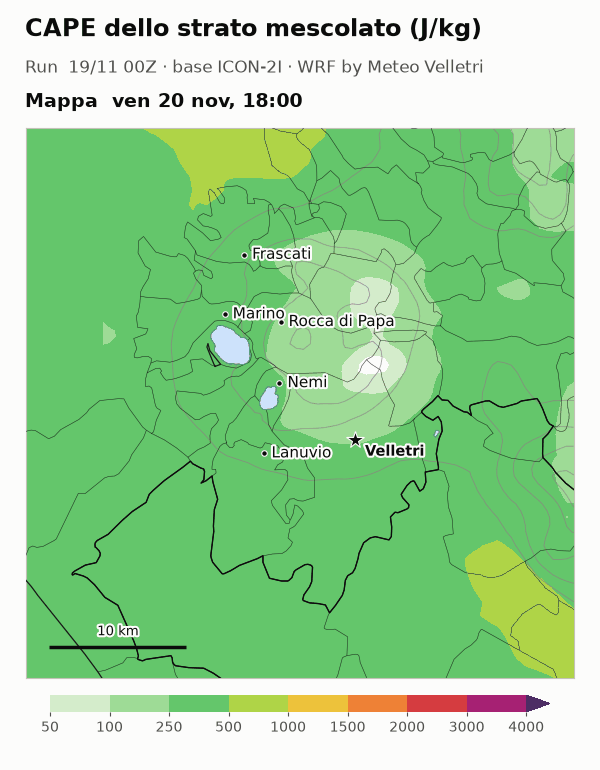 CAPE dello strato mescolato (J/kg)
Run  19/11 00Z · base ICON-2I · WRF by Meteo Velletri
Mappa  ven 20 nov, 18:00
Frascati
Marino
Rocca di Papa
Nemi
Velletri
Lanuvio
10 km
50 100 250 500 1000 1500 2000 3000 4000